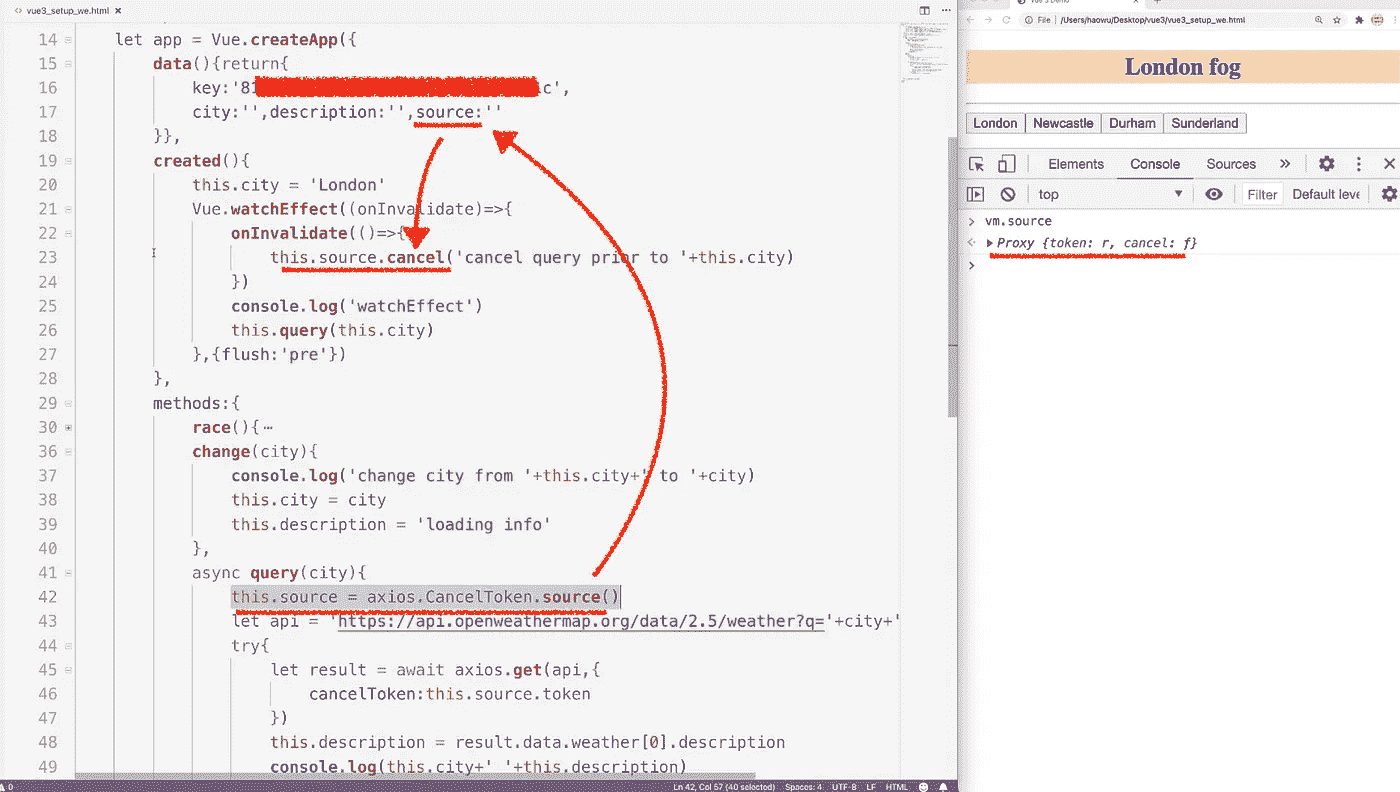 vue3_setup_we.html
14 let app = Vue.createApp({
15 data(){return{
16 key:'81 ic',
17 city:'',description:'',source:''
18 }},
19 created(){
20 this.city = 'London'
21 Vue.watchEffect((onInvalidate)=>{
22 onInvalidate(()=>{
23 this.source.cancel('cancel query prior to '+this.city)
24 })
25 console.log('watchEffect')
26 this.query(this.city)
27 },{flush:'pre'})
28 },
29 methods:{
30 race(){⋯
36 change(city){
37 console.log('change city from '+this.city+' to '+city)
38 this.city = city
39 this.description = 'loading info'
40 },
41 async query(city){
42 this.source = axios.CancelToken.source()
43 let api = 'https://api.openweathermap.org/data/2.5/weather?q='+city+'
44 try{
45 let result = await axios.get(api,{
46 cancelToken:this.source.token
47 })
48 this.description = result.data.weather[0].description
49 console.log(this.city+' '+this.description)
0 Ln 42, Col 57 (40 selected) Spaces: 4 UTF-8 LF HTML
File | /Users/haowu/Desktop/vue3/vue3_setup_we.html
London fog
London Newcastle Durham Sunderland
Elements Console Sources »
top Filter Default leve
vm.source
Proxy {token: r, cancel: f}